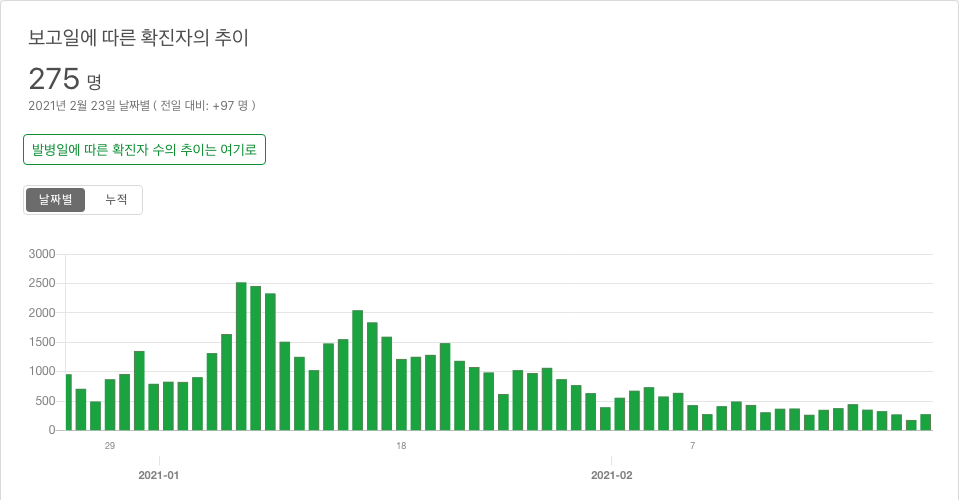 보고일에 따른 확진자의 추이
275 명
2021년 2월 23일 날짜별 ( 전일 대비: +97 명 )
발병일에 따른 확진자 수의 추이는 여기로
날짜별 누적
3000
2500
2000
1500
1000
500
0
29 18 7
2021-01 2021-02